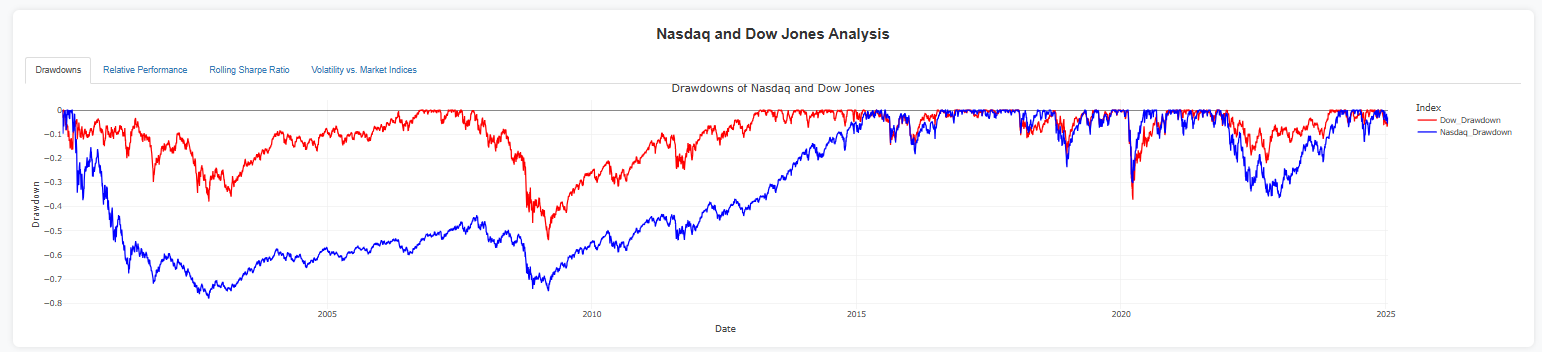 Nasdaq and Dow Jones Analysis
Drawdowns Relative Performance Rolling Sharpe Ratio Volatility vs. Market Indices
Drawdowns of Nasdaq and Dow Jones
Index
Dow_Drawdown
Nasdaq_Drawdown
Drawdown
0
−0.1
−0.2
−0.3
−0.4
−0.5
−0.6
−0.7
−0.8
2005 2010 2015 2020 2025
Date